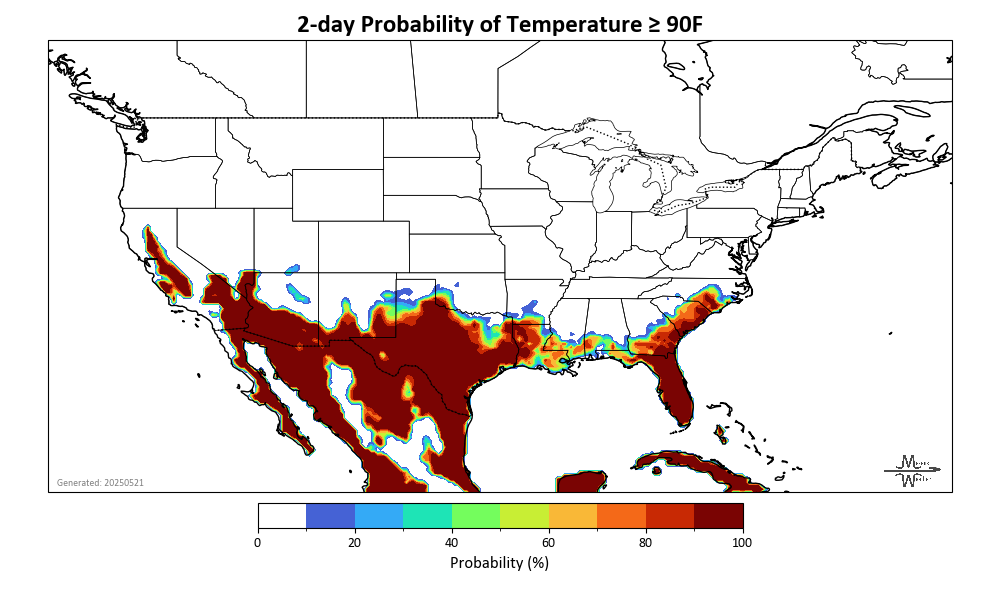 2-day Probability of Temperature ≥ 90F
Generated: 20250521
0 20 40 60 80 100
Probability (%)